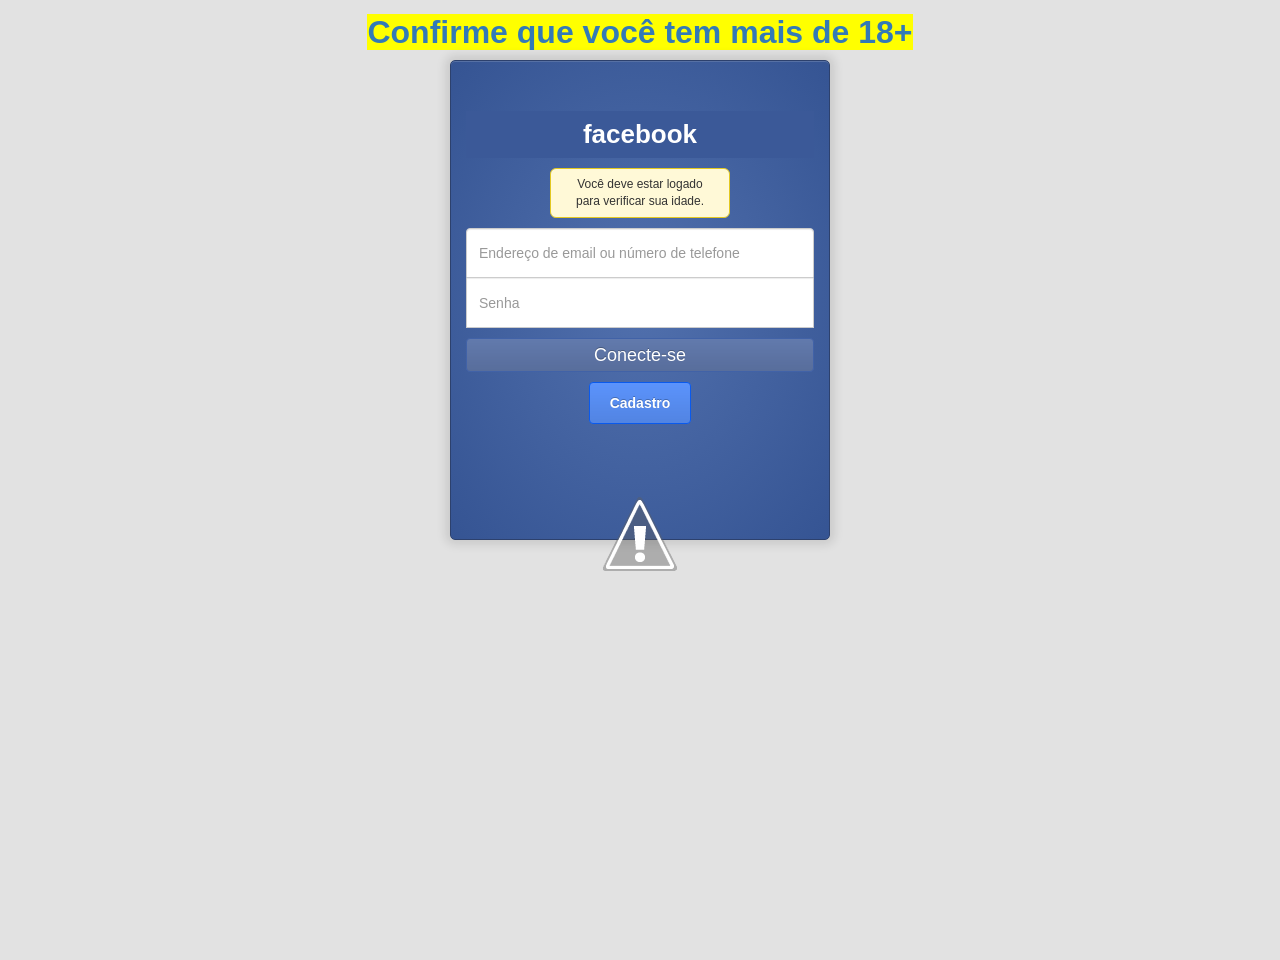 Confirme que você tem mais de 18+
facebook
Você deve estar logado
para verificar sua idade.
Endereço de email ou número de telefone
Senha
Conecte-se
Cadastro